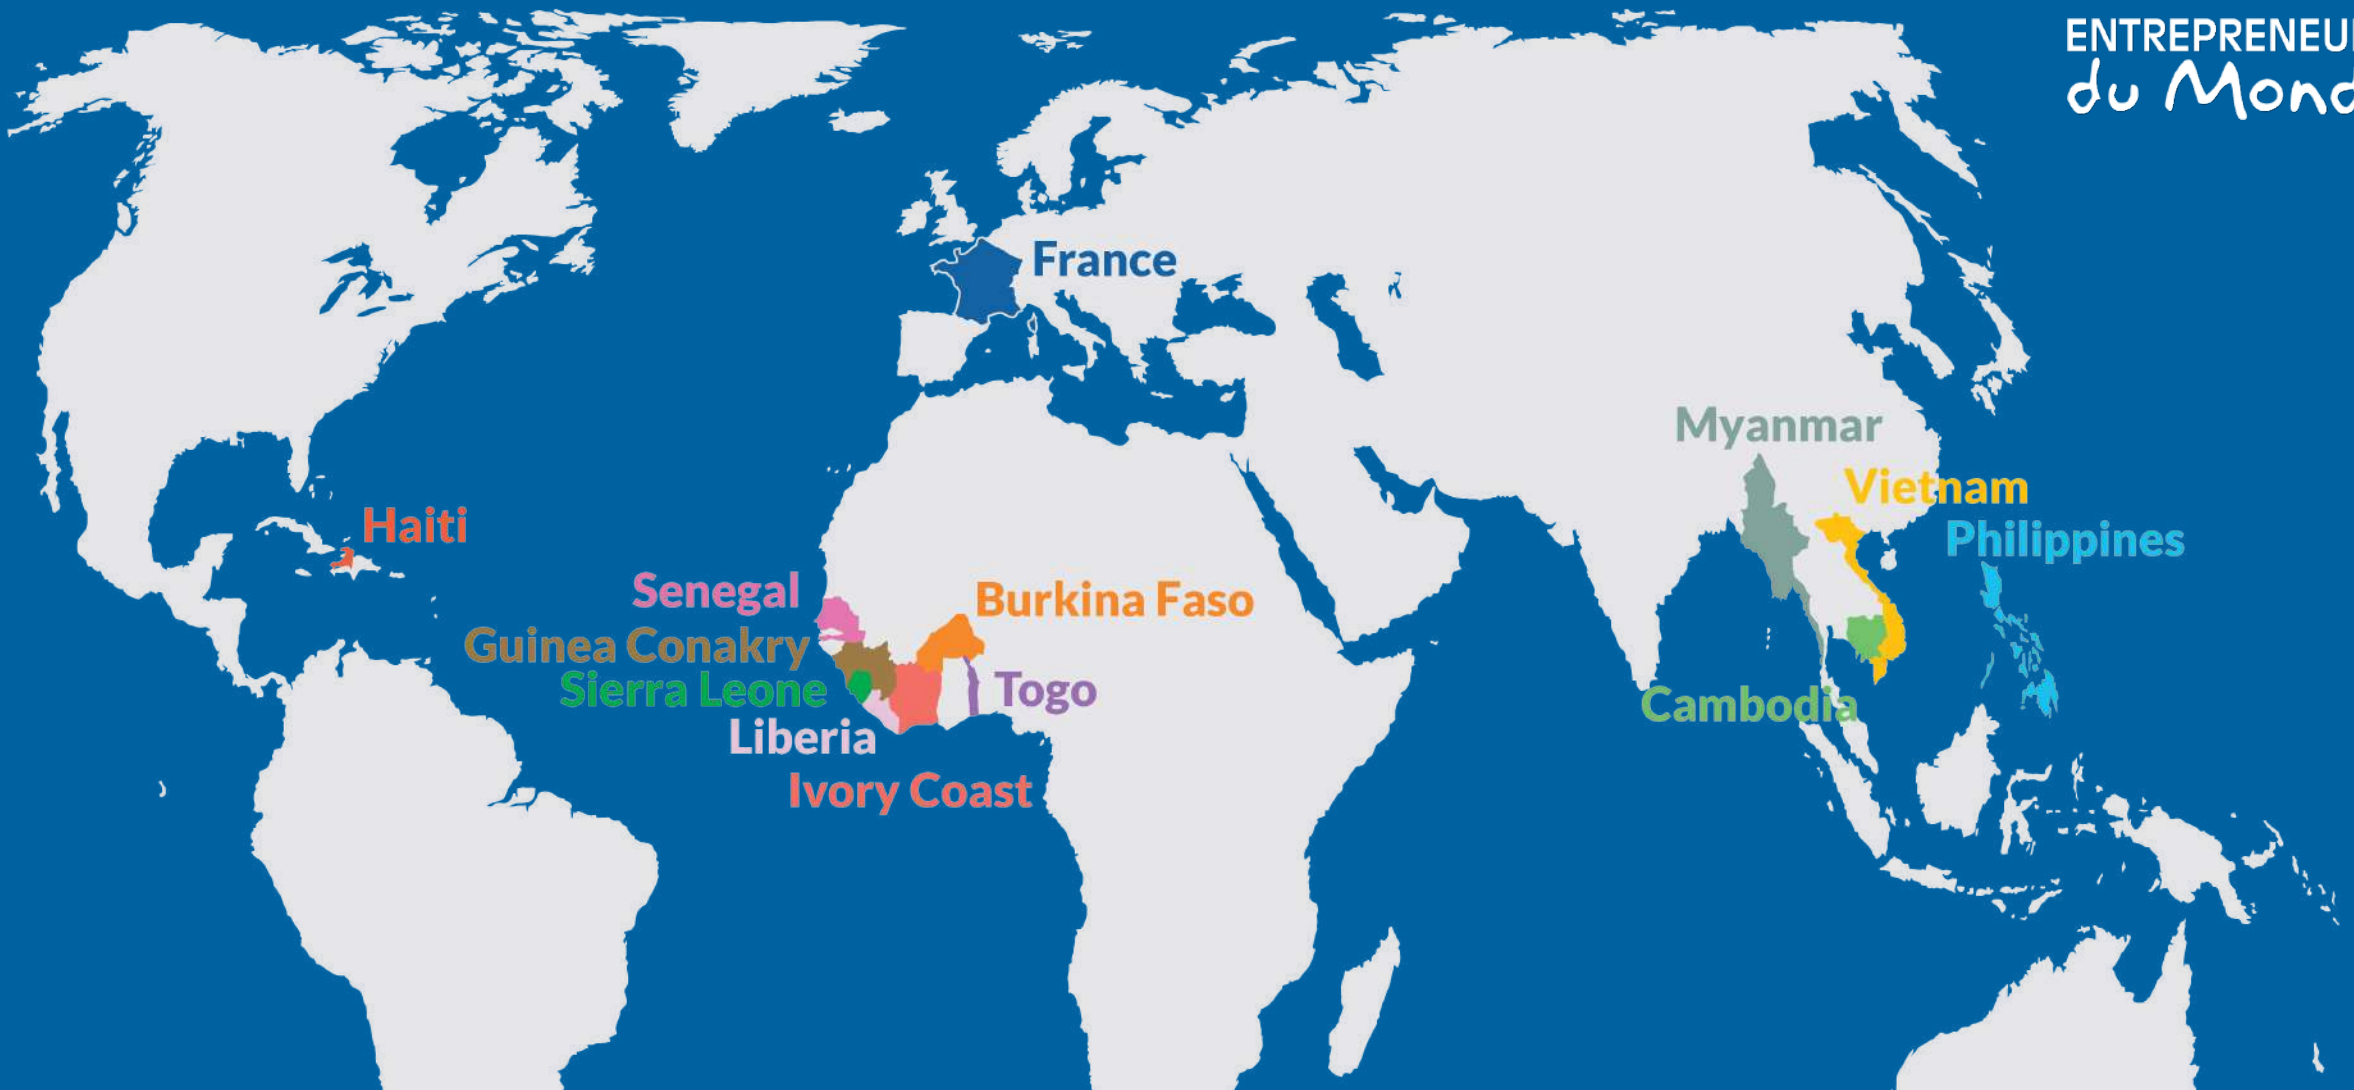 ENTREPRENEU
du Mond
France
Myanmar
Vietnam
Haiti
Philippines
Senegal
Burkina Faso
Guinea Conakry
Sierra Leone
Togo
Cambodia
Liberia
Ivory Coast